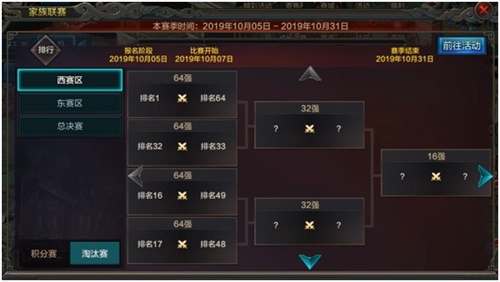 家族联赛
本赛季时间：2019年10月05日 - 2019年10月31日
排行
报名阶段 比赛开始 赛季结束
2019年10月05日 2019年10月07日 2019年10月31日
前往活动
西赛区
东赛区
总决赛
64强
排名1 排名64
64强
排名32 排名33
64强
排名16 排名49
64强
排名17 排名48
32强
? ?
32强
? ?
16强
? ?
积分赛 淘汰赛